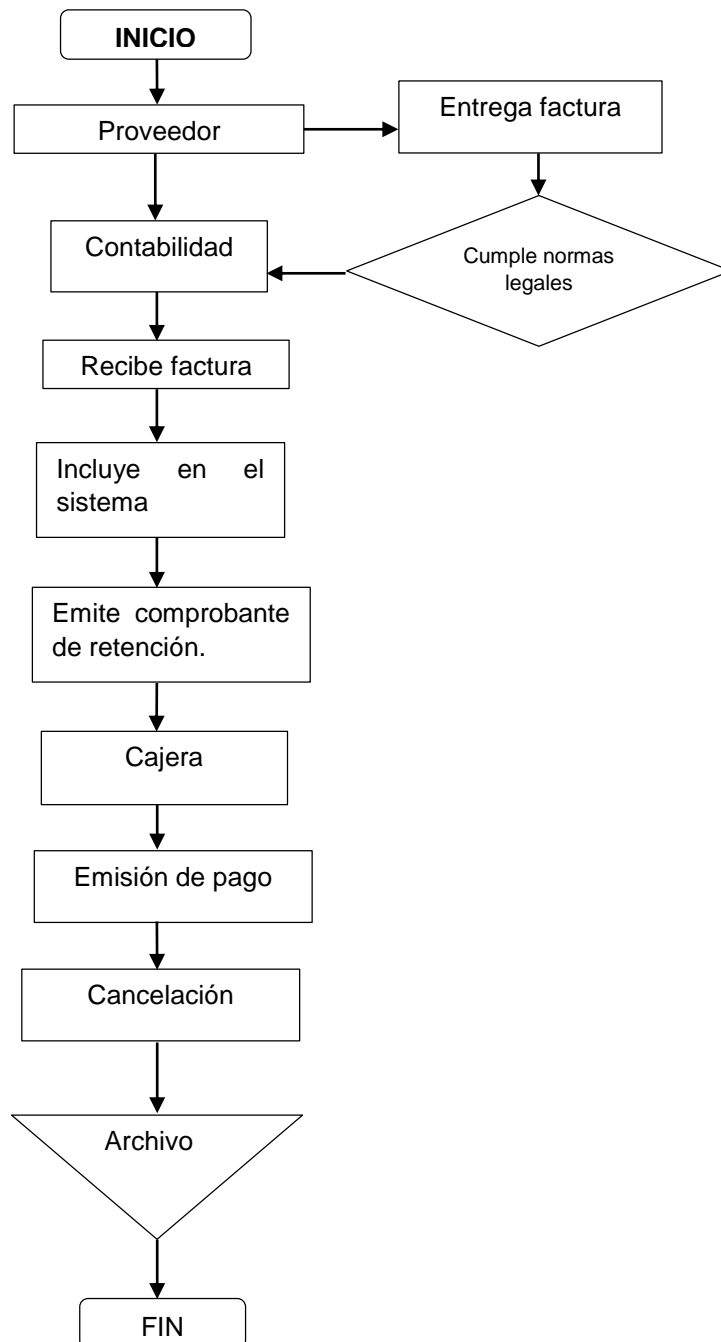 INICIO
Proveedor
Entrega factura
Contabilidad
Cumple normas
legales
Recibe factura
Incluye en el
sistema
Emite comprobante
de retención.
Cajera
Emisión de pago
Cancelación
Archivo
FIN